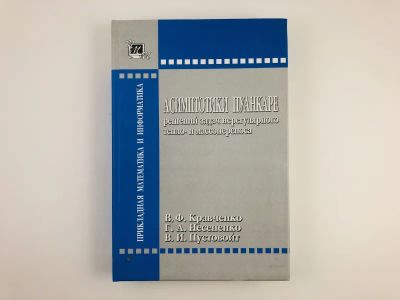 АСИМПТОТИКИ ПУАНКАРЕ
решений задач нерегулярного
тепло- и массопереноса
В. Ф. Кравченко
Г. А. Несененко
В. И. Пустовойт
ПРИКЛАДНАЯ МАТЕМАТИКА И ИНФОРМАТИКА